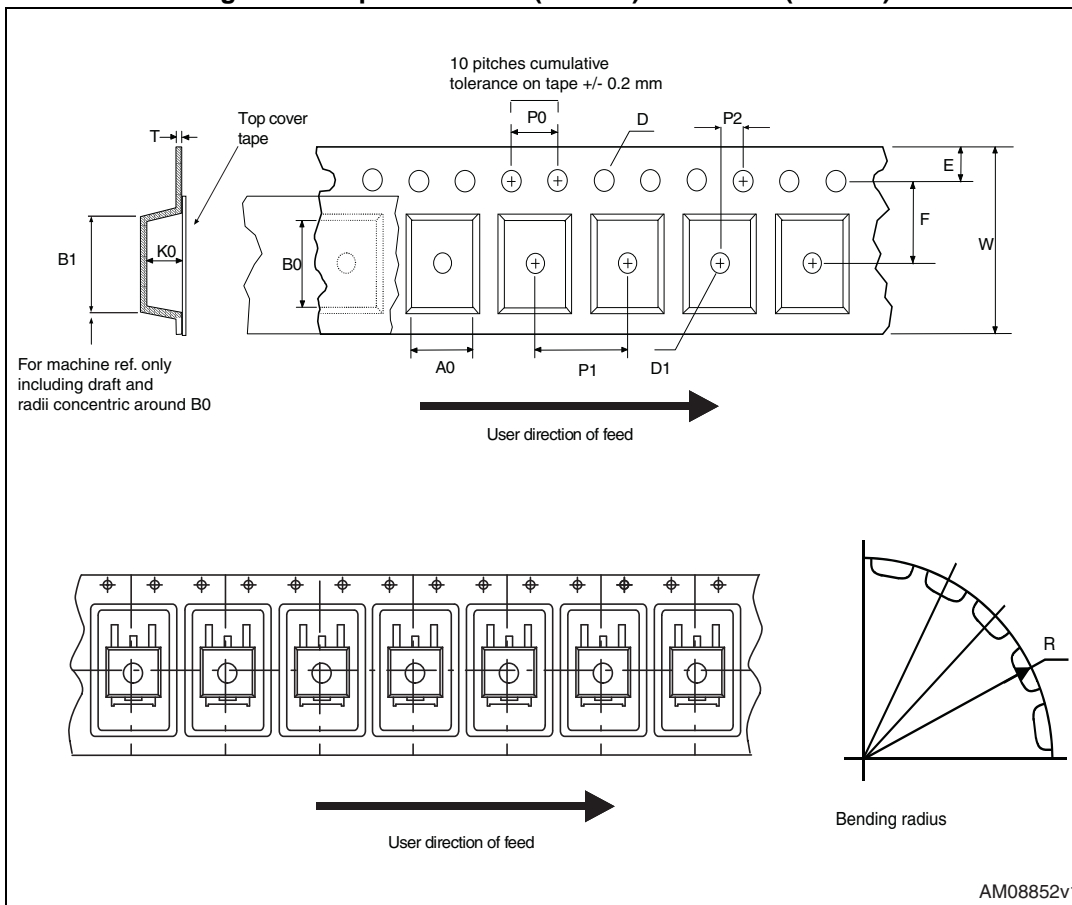 10 pitches cumulative
tolerance on tape +/- 0.2 mm
P0
D
P2
T
Top cover
tape
E
F
W
B1
K0
B0
For machine ref. only
including draft and
radii concentric around B0
A0
P1
D1
User direction of feed
R
Bending radius
User direction of feed